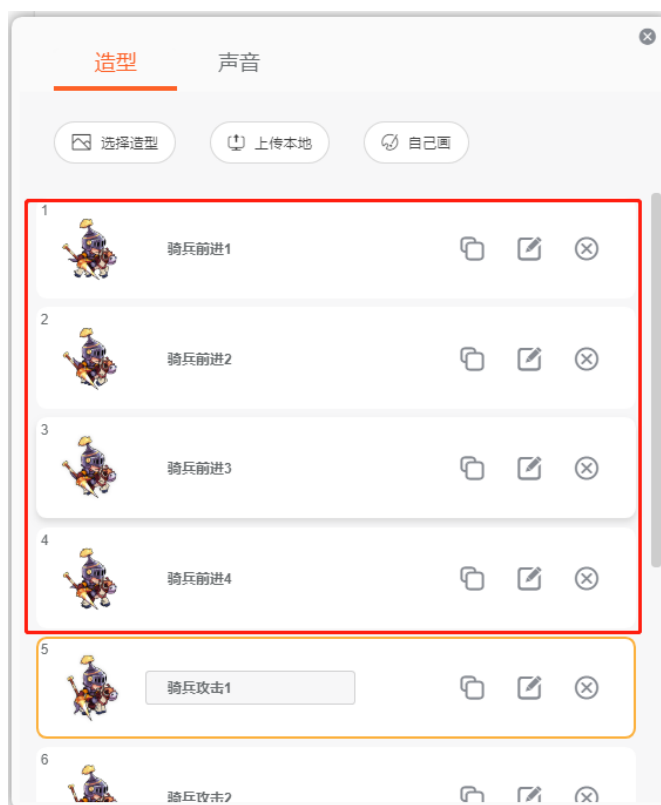 造型 声音
选择造型 上传本地 自己画
1
骑兵前进1
2
骑兵前进2
3
骑兵前进3
4
骑兵前进4
5
骑兵攻击1
6
骑兵攻击2